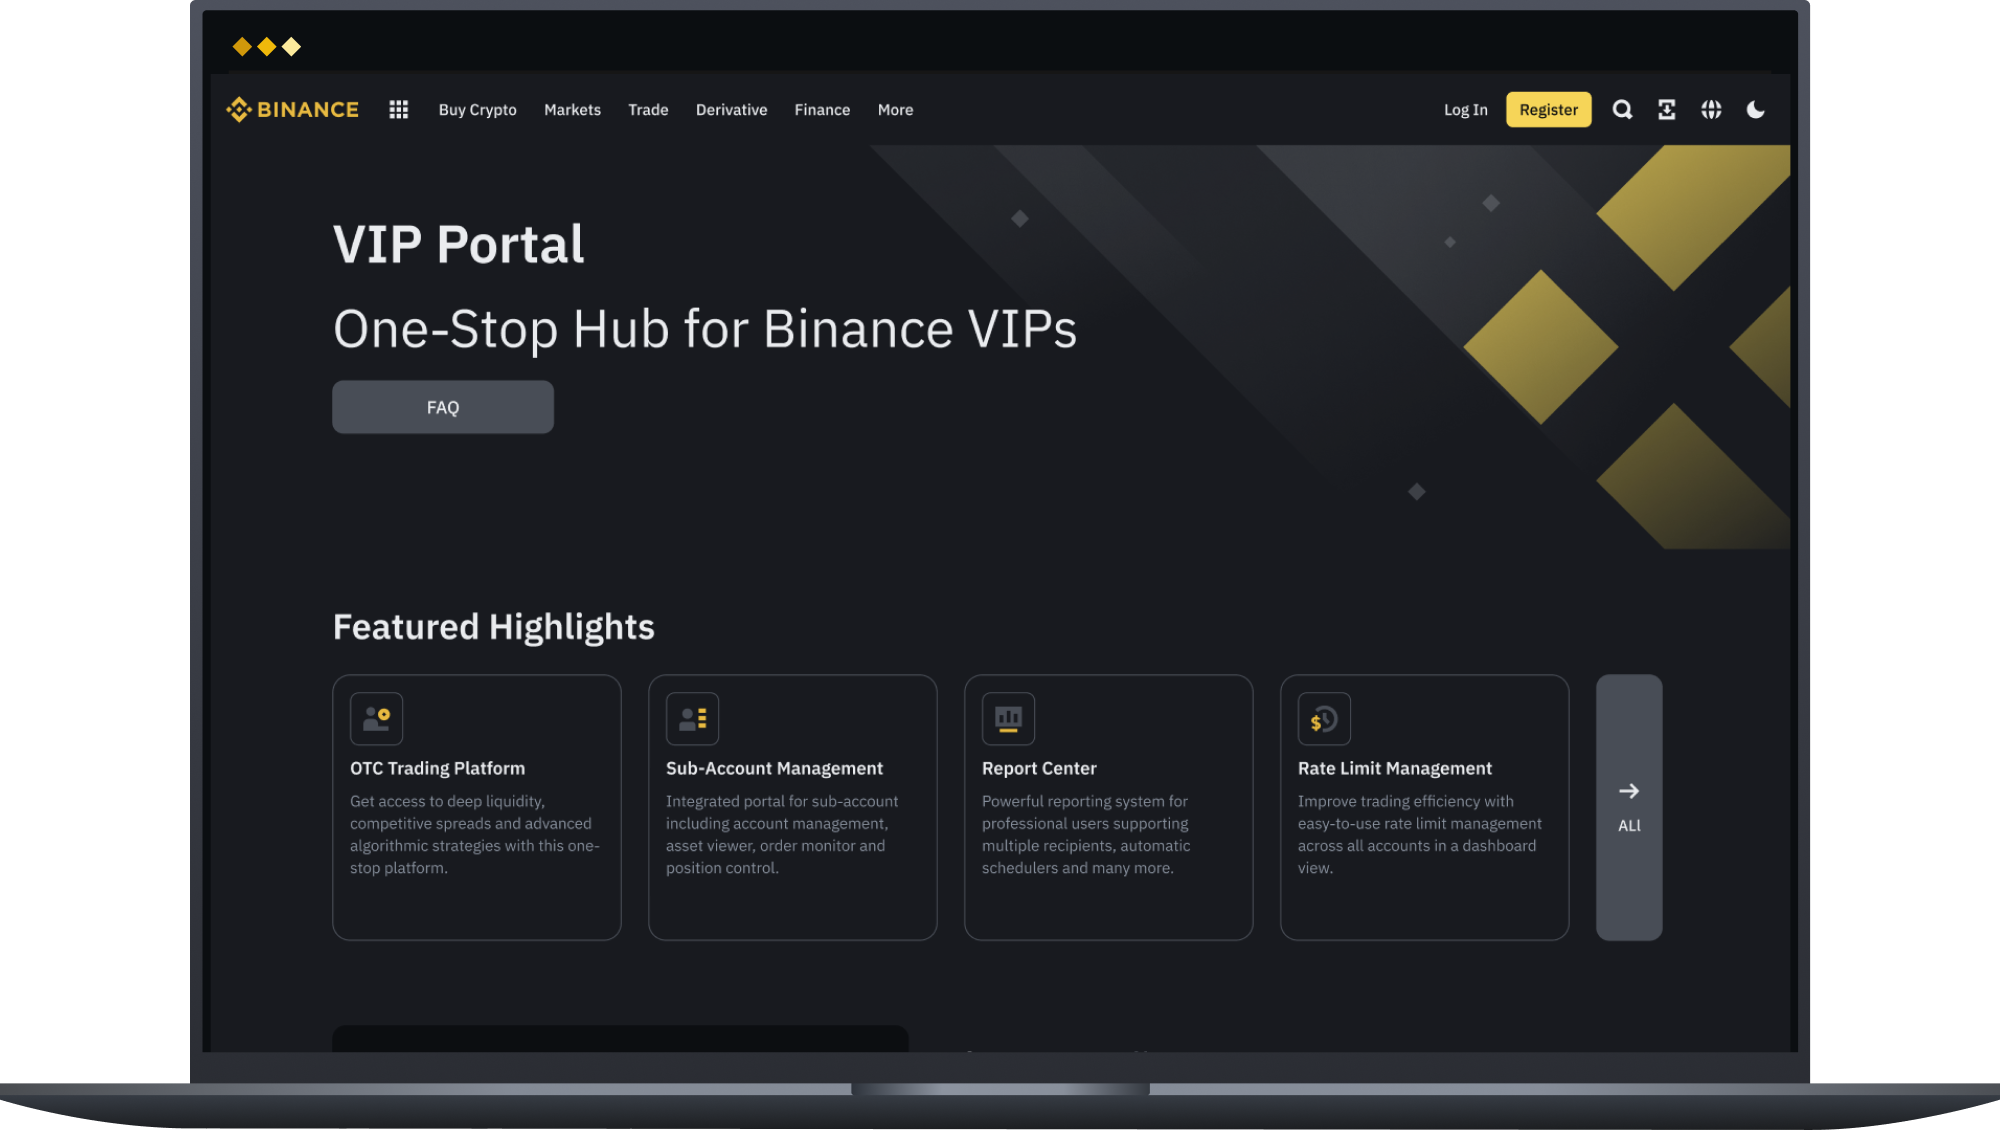 BINANCE
Buy Crypto
Markets
Trade
Derivative
Finance
More
Log In
Register
VIP Portal
One-Stop Hub for Binance VIPs
FAQ
Featured Highlights
OTC Trading Platform
Get access to deep liquidity,
competitive spreads and advanced
algorithmic strategies with this one-
stop platform.
Sub-Account Management
Integrated portal for sub-account
including account management,
asset viewer, order monitor and
position control.
Report Center
Powerful reporting system for
professional users supporting
multiple recipients, automatic
schedulers and many more.
$
Rate Limit Management
Improve trading efficiency with
easy-to-use rate limit management
across all accounts in a dashboard
view.
ALl